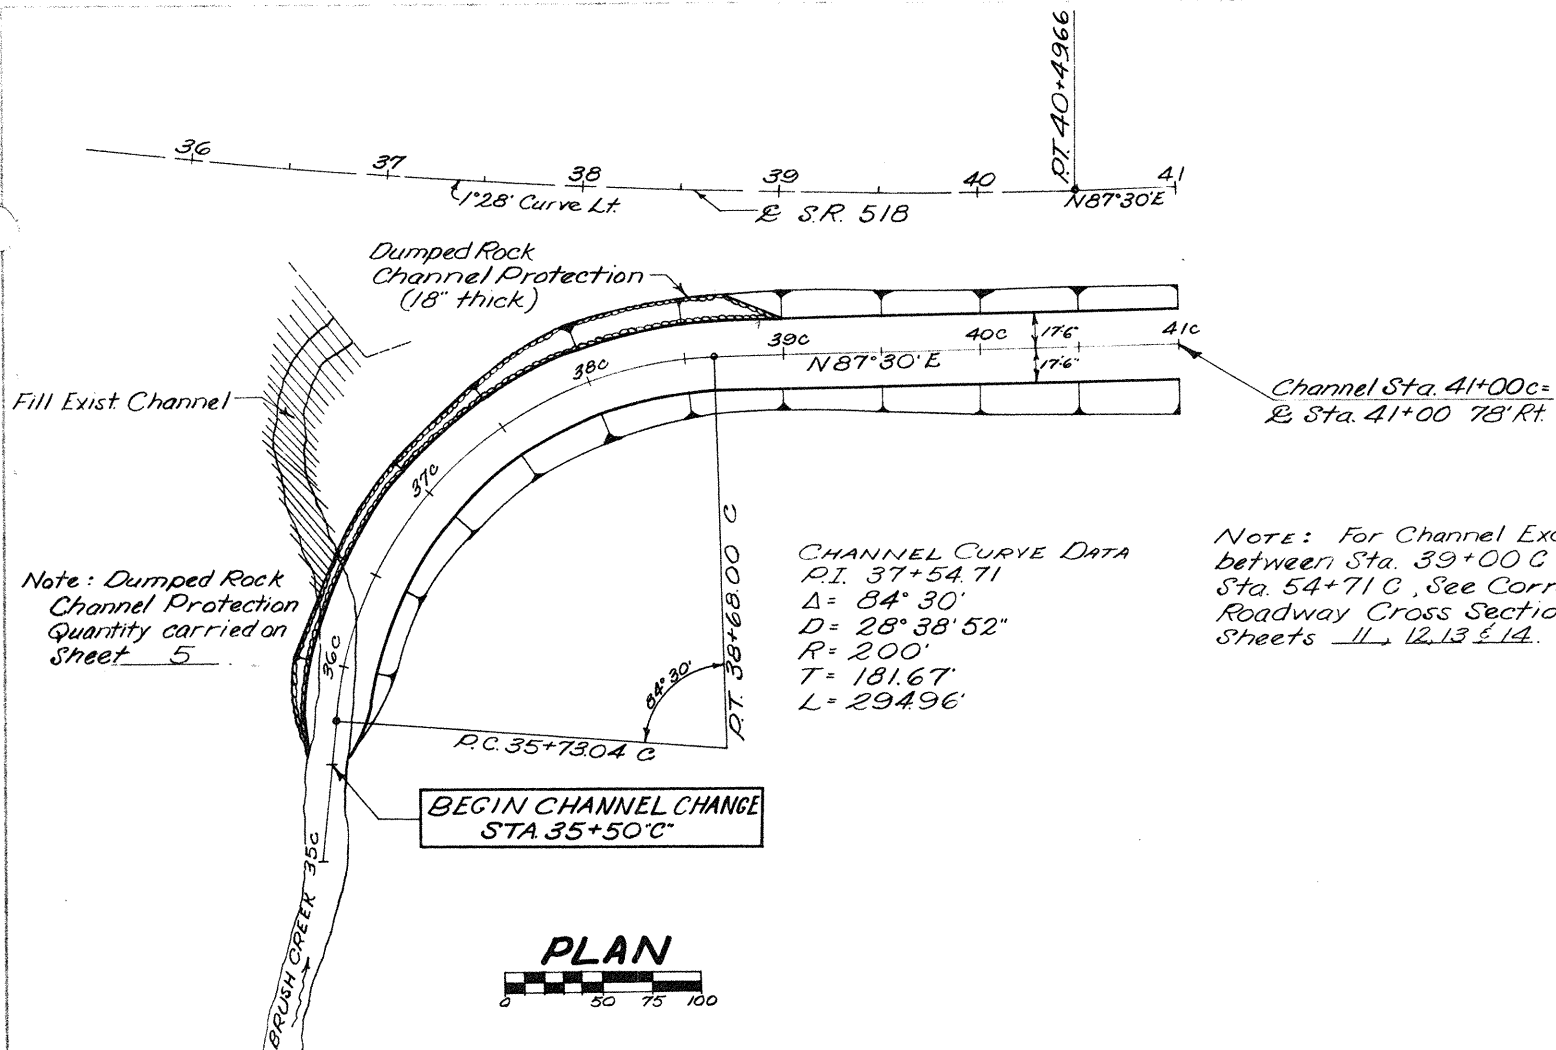 P.T. 40+49.66
36
37
38
39
40
41
1°28' Curve Lt.
℄ S.R. 518
N87°30'E
Dumped Rock
Channel Protection
(18" thick)
39c
40c
41c
17'6"
17'6"
N87°30'E
38c
37c
36c
35c
Fill Exist. Channel
Channel Sta. 41+00c=
℄ Sta. 41+00 78' Rt.
Note: Dumped Rock
Channel Protection
Quantity carried on
Sheet 5
P.T. 38+68.00 C
84°30'
P.C. 35+73.04 C
CHANNEL CURVE DATA
P.I. 37+54.71
Δ= 84° 30'
D= 28° 38' 52"
R= 200'
T= 181.67'
L= 294.96'
NOTE: For Channel Exc
between Sta. 39+00 C
Sta. 54+71 C, See Corr
Roadway Cross Sectio
Sheets 11, 12, 13 & 14.
BEGIN CHANNEL CHANGE
STA. 35+50"C"
BRUSH CREEK
PLAN
0 50 75 100